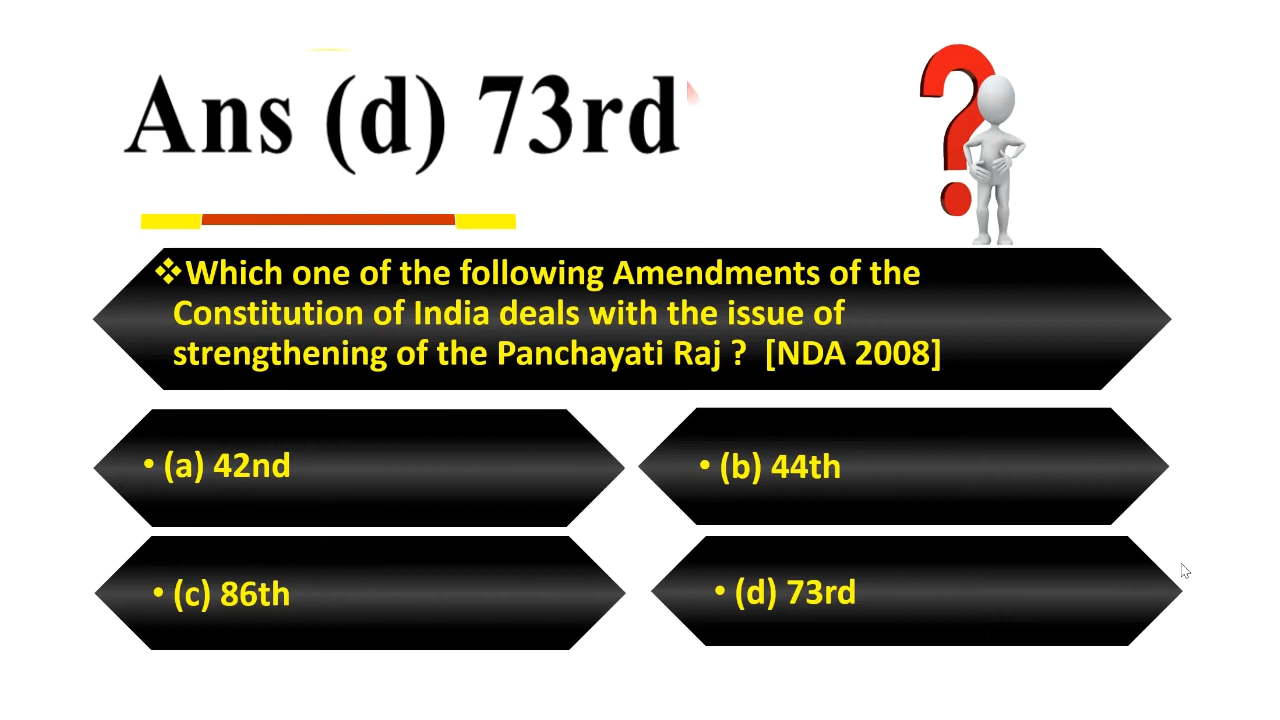 Ans (d) 73rd
❖Which one of the following Amendments of the
Constitution of India deals with the issue of
strengthening of the Panchayati Raj ? [NDA 2008]
• (a) 42nd
• (b) 44th
• (c) 86th
• (d) 73rd